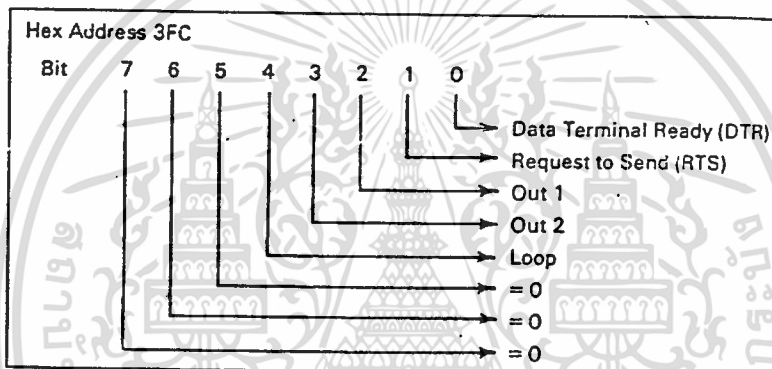 Hex Address 3FC
Bit 7 6 5 4 3 2 1 0
Data Terminal Ready (DTR)
Request to Send (RTS)
Out 1
Out 2
Loop
= 0
= 0
= 0